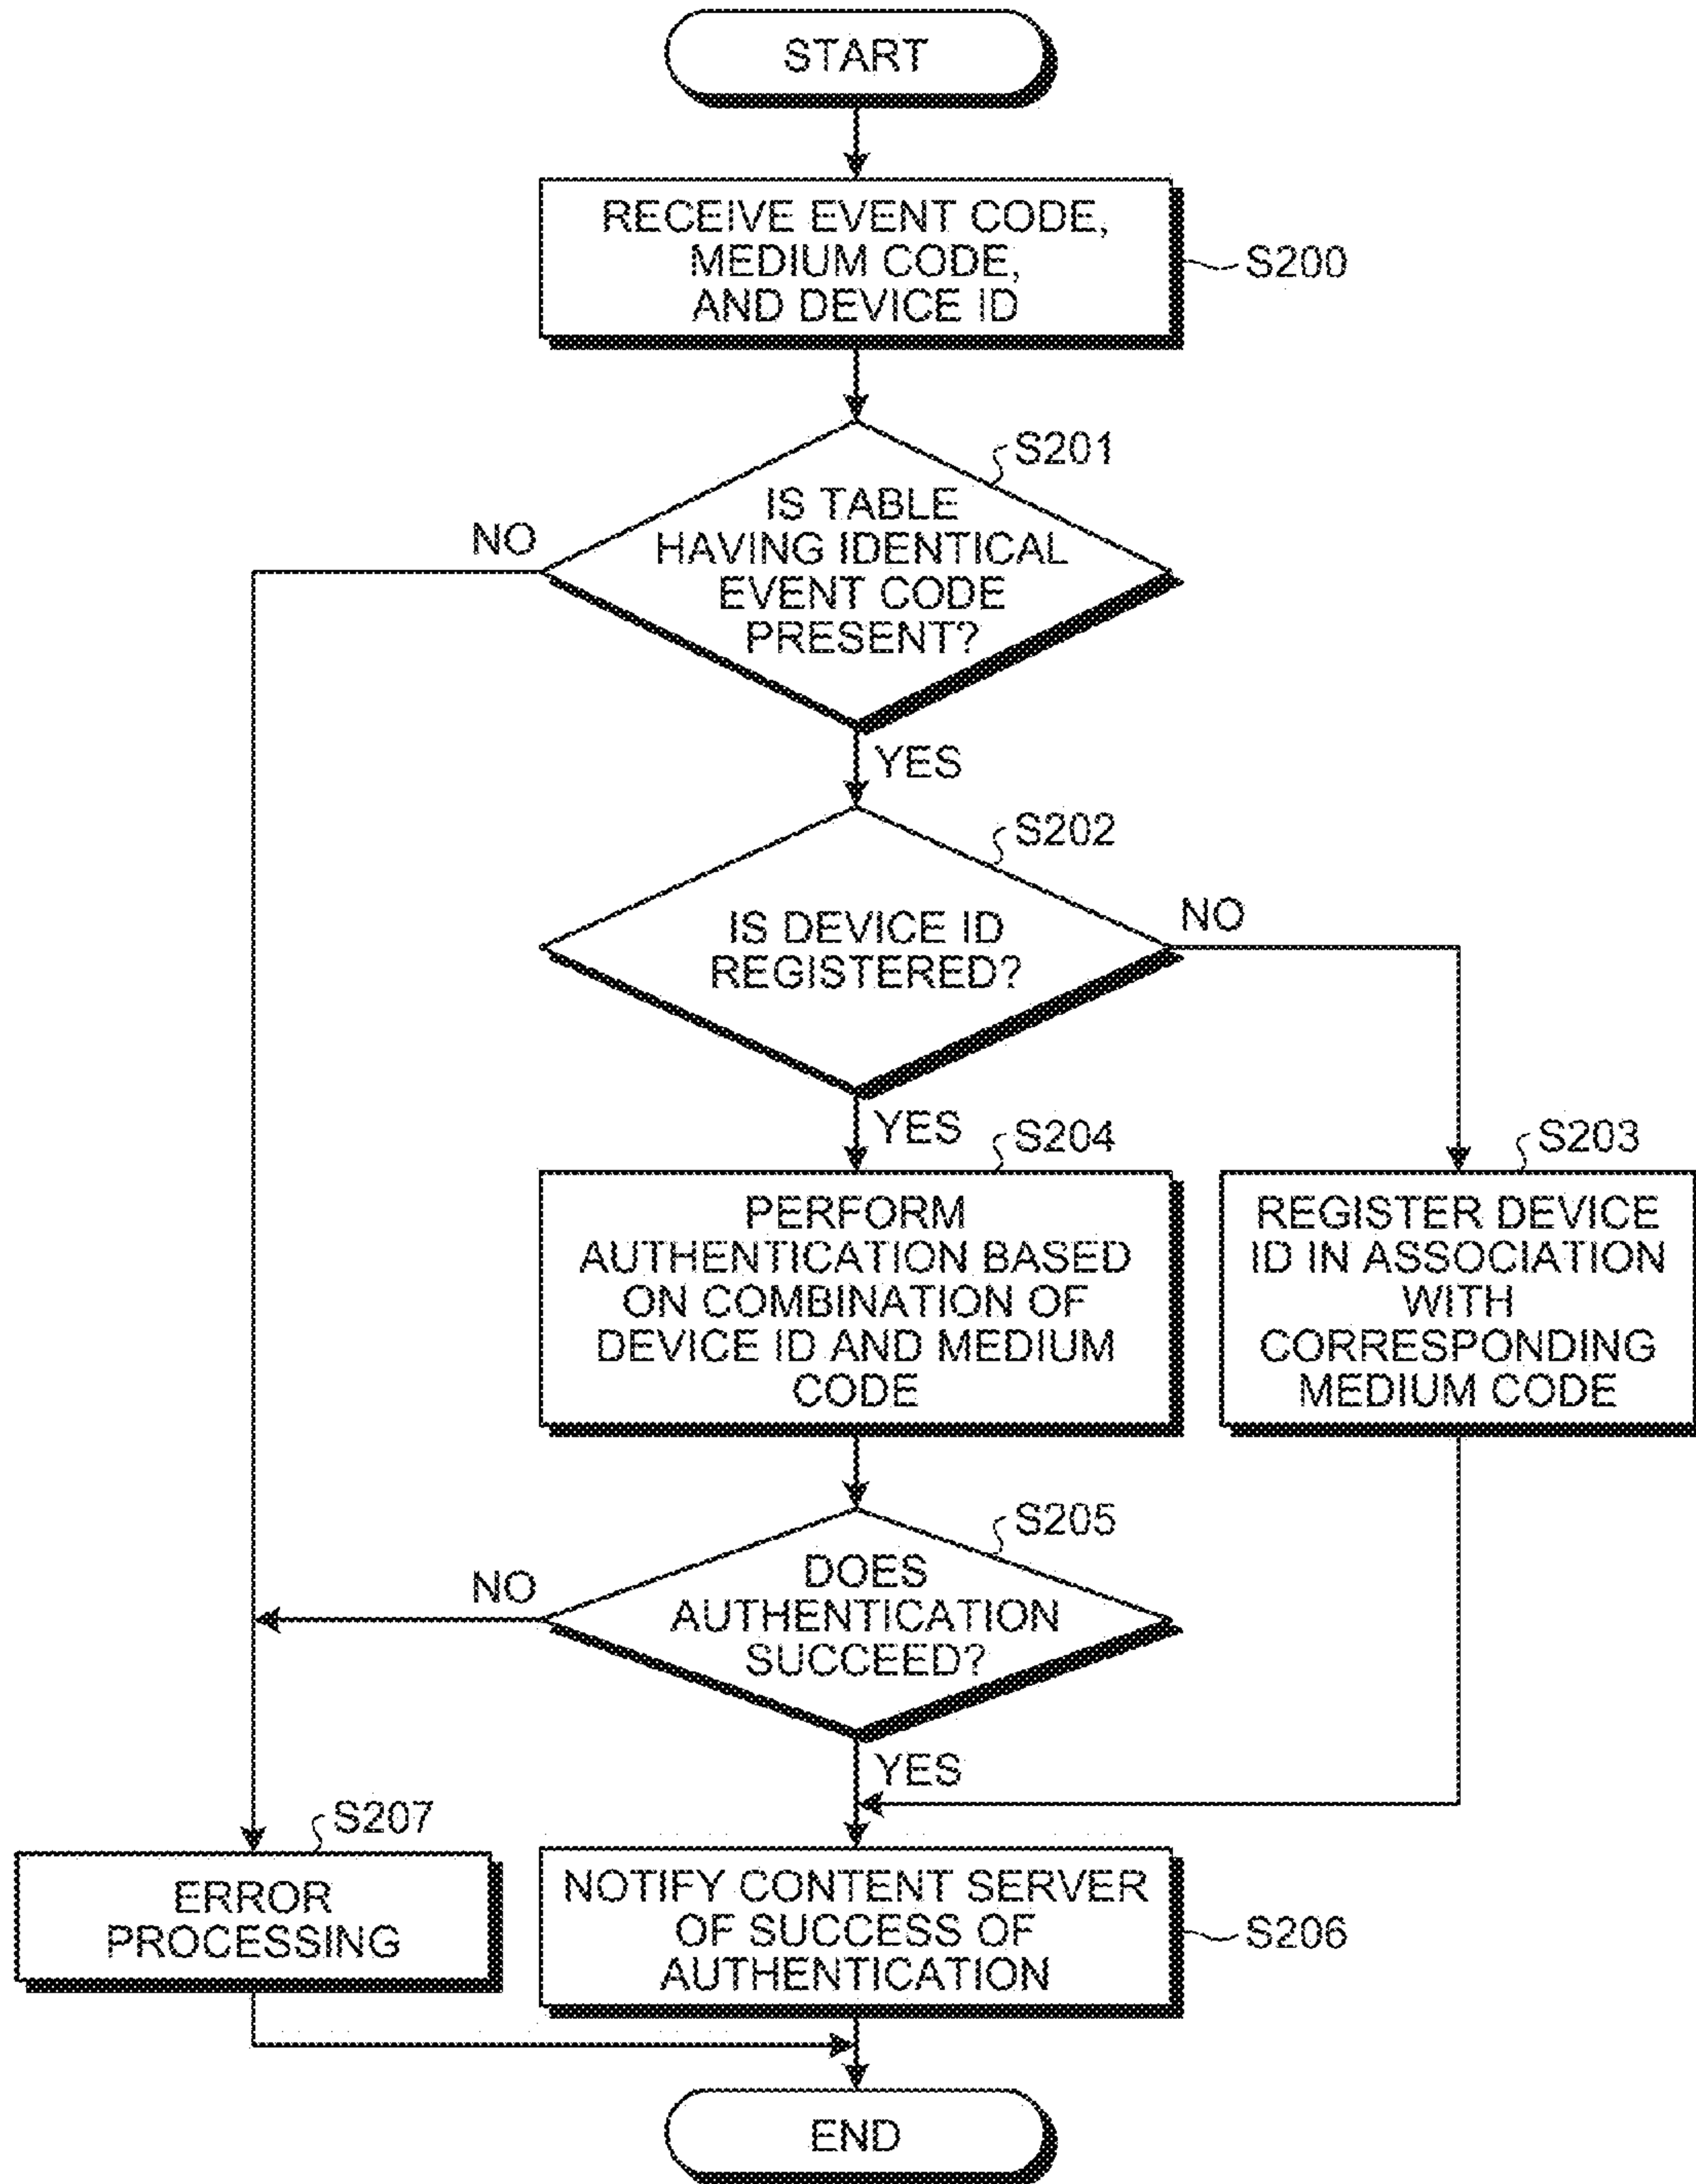 START
RECEIVE EVENT CODE,
MEDIUM CODE,
AND DEVICE ID
S200
S201
IS TABLE
HAVING IDENTICAL
EVENT CODE
PRESENT?
NO
YES
S202
IS DEVICE ID
REGISTERED?
NO
YES
S204
PERFORM
AUTHENTICATION BASED
ON COMBINATION OF
DEVICE ID AND MEDIUM
CODE
S203
REGISTER DEVICE
ID IN ASSOCIATION
WITH
CORRESPONDING
MEDIUM CODE
S205
DOES
AUTHENTICATION
SUCCEED?
NO
YES
S207
ERROR
PROCESSING
NOTIFY CONTENT SERVER
OF SUCCESS OF
AUTHENTICATION
S206
END